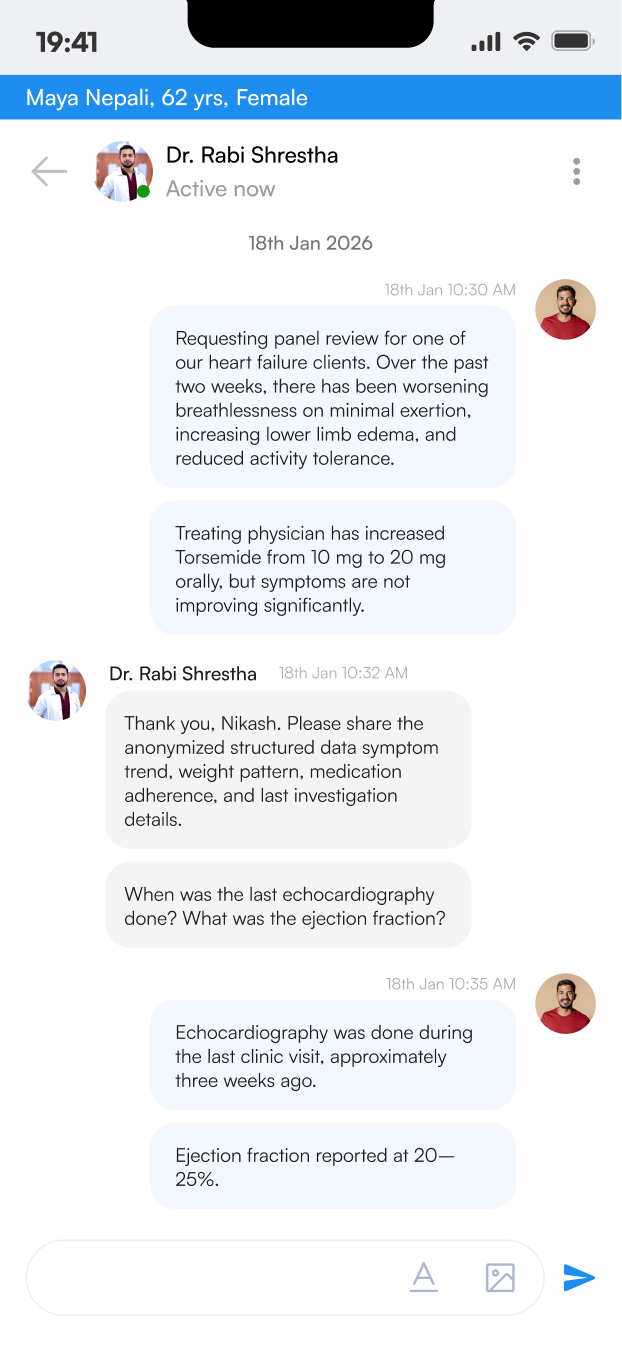 19:41
Maya Nepali, 62 yrs, Female
Dr. Rabi Shrestha
Active now
18th Jan 2026
18th Jan 10:30 AM
Requesting panel review for one of
our heart failure clients. Over the past
two weeks, there has been worsening
breathlessness on minimal exertion,
increasing lower limb edema, and
reduced activity tolerance.
Treating physician has increased
Torsemide from 10 mg to 20 mg
orally, but symptoms are not
improving significantly.
Dr. Rabi Shrestha 18th Jan 10:32 AM
Thank you, Nikash. Please share the
anonymized structured data symptom
trend, weight pattern, medication
adherence, and last investigation
details.
When was the last echocardiography
done? What was the ejection fraction?
18th Jan 10:35 AM
Echocardiography was done during
the last clinic visit, approximately
three weeks ago.
Ejection fraction reported at 20–
25%.
A